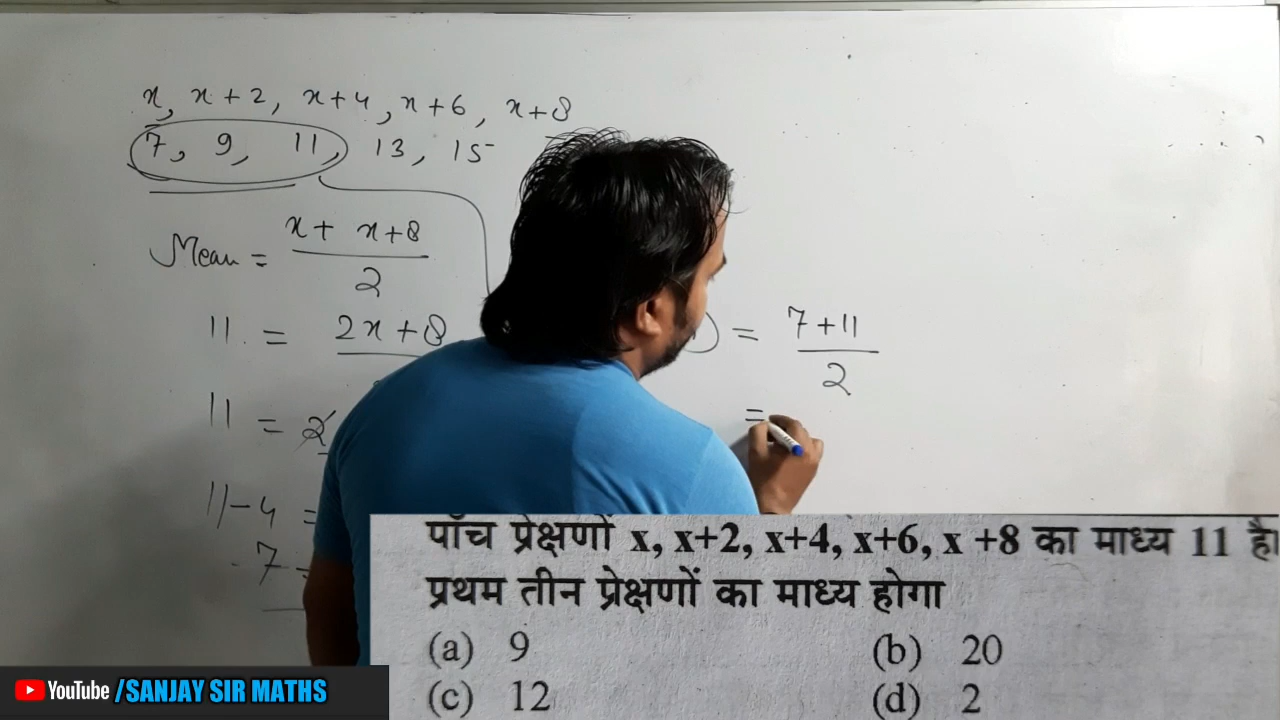 x, x+2, x+4, x+6, x+8
7, 9, 11, 13, 15
Mean = x+ x+8
2
11 = 2x+8
= 7+11
2
11 = 2
=
11-4 =
7 =
पाँच प्रेक्षणों x, x+2, x+4, x+6, x +8 का माध्य 11 है।
प्रथम तीन प्रेक्षणों का माध्य होगा
(a) 9 (b) 20
(c) 12 (d) 2
YouTube /SANJAY SIR MATHS